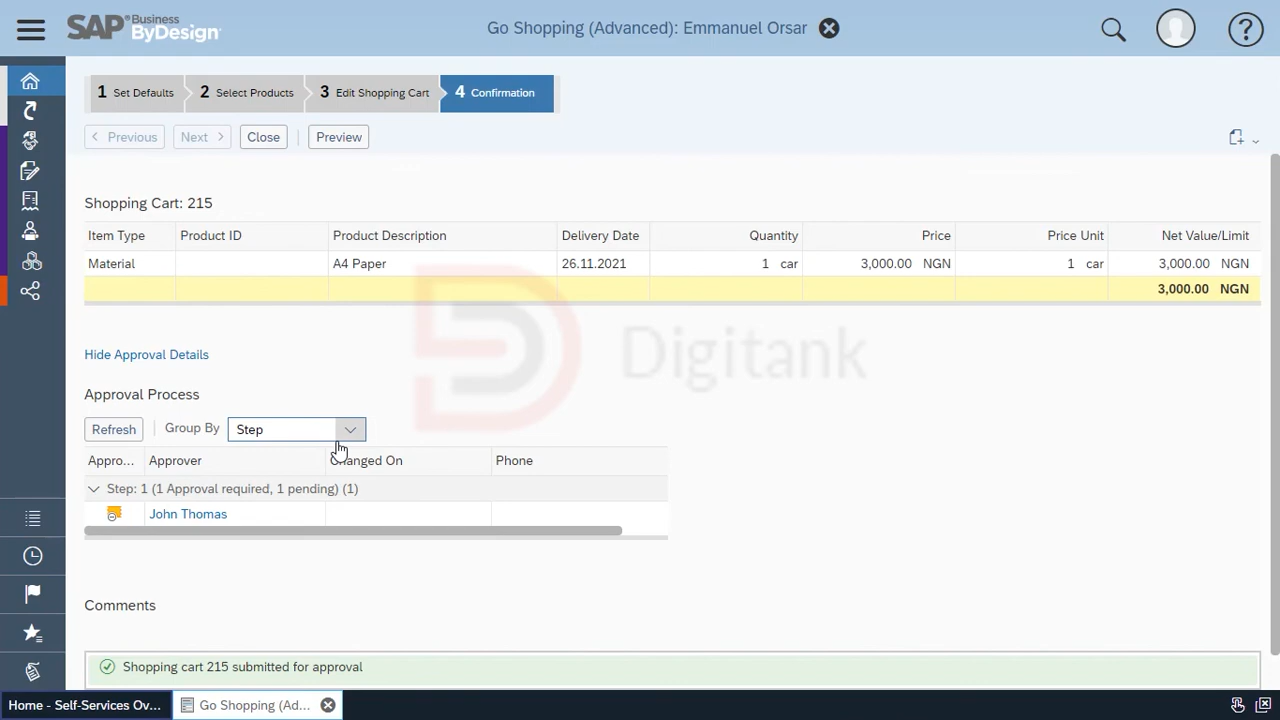 SAP Business ByDesign
Go Shopping (Advanced): Emmanuel Orsar
1 Set Defaults 2 Select Products 3 Edit Shopping Cart 4 Confirmation
Previous Next Close Preview
Shopping Cart: 215
Item Type Product ID Product Description Delivery Date Quantity Price Price Unit Net Value/Limit
Material A4 Paper 26.11.2021 1 car 3,000.00 NGN 1 car 3,000.00 NGN
3,000.00 NGN
Digitank
Hide Approval Details
Approval Process
Refresh Group By Step
Appro... Approver Changed On Phone
Step: 1 (1 Approval required, 1 pending) (1)
John Thomas
Comments
Shopping cart 215 submitted for approval
Home - Self-Services Ov... Go Shopping (Ad...